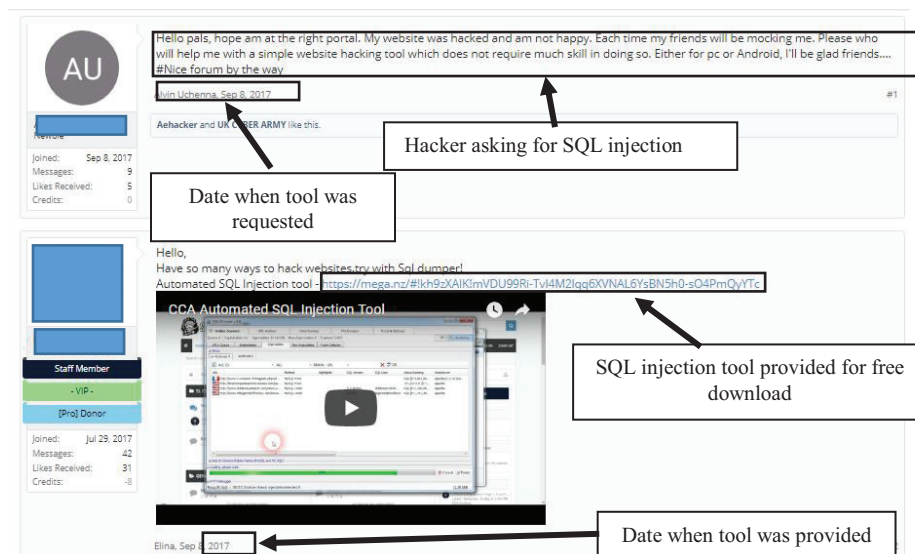 Hello pals, hope am at the right portal. My website was hacked and am not happy. Each time my friends will be mocking me. Please who
will help me with a simple website hacking tool which does not require much skill in doing so. Either for pc or Android, I'll be glad friends....
#Nice forum by the way
AU
Alvin Uchenna, Sep 8, 2017
#1
Aehacker and UK CYBER ARMY like this.
Newbie
Joined: Sep 8, 2017
Messages: 9
Likes Received: 5
Credits: 0
Hacker asking for SQL injection
Date when tool was
requested
Hello,
Have so many ways to hack websites.try with Sql dumper!
Automated SQL Injection tool -
CCA Automated SQL Injection Tool
SQL injection tool provided for free
download
Staff Member
- VIP -
[Pro] Donor
Joined: Jul 29, 2017
Messages: 42
Likes Received: 31
Credits: -8
Elina, Sep 8, 2017
Date when tool was provided